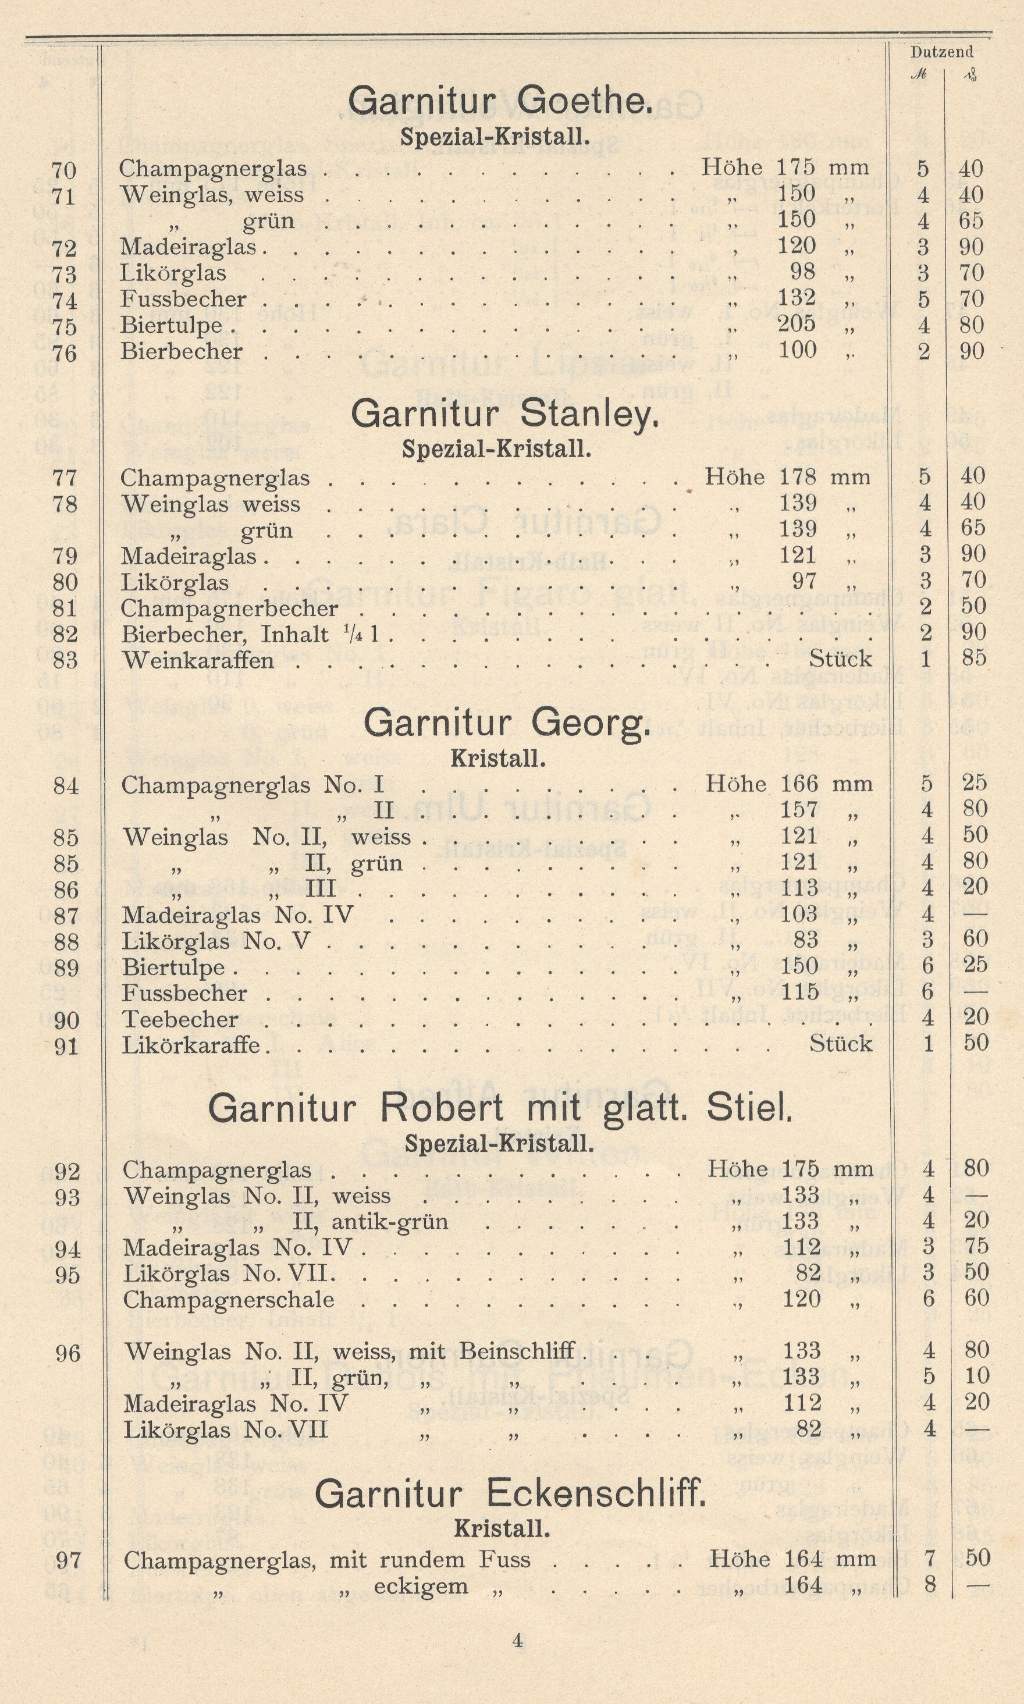 Dutzend
ℳ ₰
Garnitur Goethe.
Spezial-Kristall.
70 Champagnerglas . . . . . . . . . . . . Höhe 175 mm 5 40
71 Weinglas, weiss . . . . . . . . . . . . „ 150 „ 4 40
„ grün . . . . . . . . . . . . „ 150 „ 4 65
72 Madeiraglas . . . . . . . . . . . . . . „ 120 „ 3 90
73 Likörglas . . . . . . . . . . . . . . „ 98 „ 3 70
74 Fussbecher . . . . . . . . . . . . . . „ 132 „ 5 70
75 Biertulpe . . . . . . . . . . . . . . . „ 205 „ 4 80
76 Bierbecher . . . . . . . . . . . . . . „ 100 „ 2 90
Garnitur Stanley.
Spezial-Kristall.
77 Champagnerglas . . . . . . . . . . . . Höhe 178 mm 5 40
78 Weinglas weiss . . . . . . . . . . . . „ 139 „ 4 40
„ grün . . . . . . . . . . . . „ 139 „ 4 65
79 Madeiraglas . . . . . . . . . . . . . . „ 121 „ 3 90
80 Likörglas . . . . . . . . . . . . . . „ 97 „ 3 70
81 Champagnerbecher . . . . . . . . . . . . . . . . . 2 50
82 Bierbecher, Inhalt 1/4 l . . . . . . . . . . . . . . . . 2 90
83 Weinkaraffen . . . . . . . . . . . . . . . . Stück 1 85
Garnitur Georg.
Kristall.
84 Champagnerglas No. I . . . . . . . . . Höhe 166 mm 5 25
„ „ II . . . . . . . . . „ 157 „ 4 80
85 Weinglas No. II, weiss . . . . . . . . . „ 121 „ 4 50
85 „ „ II, grün . . . . . . . . . „ 121 „ 4 80
86 „ „ III . . . . . . . . . . „ 113 „ 4 20
87 Madeiraglas No. IV . . . . . . . . . . „ 103 „ 4 —
88 Likörglas No. V . . . . . . . . . . . . „ 83 „ 3 60
89 Biertulpe . . . . . . . . . . . . . . . „ 150 „ 6 25
Fussbecher . . . . . . . . . . . . . . „ 115 „ 6 —
90 Teebecher . . . . . . . . . . . . . . . . . . . . 4 20
91 Likörkaraffe . . . . . . . . . . . . . . . . . Stück 1 50
Garnitur Robert mit glatt. Stiel.
Spezial-Kristall.
92 Champagnerglas . . . . . . . . . . . . Höhe 175 mm 4 80
93 Weinglas No. II, weiss . . . . . . . . . „ 133 „ 4 —
„ „ II, antik-grün . . . . . . . „ 133 „ 4 20
94 Madeiraglas No. IV . . . . . . . . . . . „ 112 „ 3 75
95 Likörglas No. VII . . . . . . . . . . . . „ 82 „ 3 50
Champagnerschale . . . . . . . . . . . „ 120 „ 6 60
96 Weinglas No. II, weiss, mit Beinschliff . . . . „ 133 „ 4 80
„ „ II, grün, „ „ . . . . „ 133 „ 5 10
Madeiraglas No. IV „ „ . . . . „ 112 „ 4 20
Likörglas No. VII „ „ . . . . „ 82 „ 4 —
Garnitur Eckenschliff.
Kristall.
97 Champagnerglas, mit rundem Fuss . . . . . Höhe 164 mm 7 50
„ „ eckigem „ . . . . . „ 164 „ 8 —
4